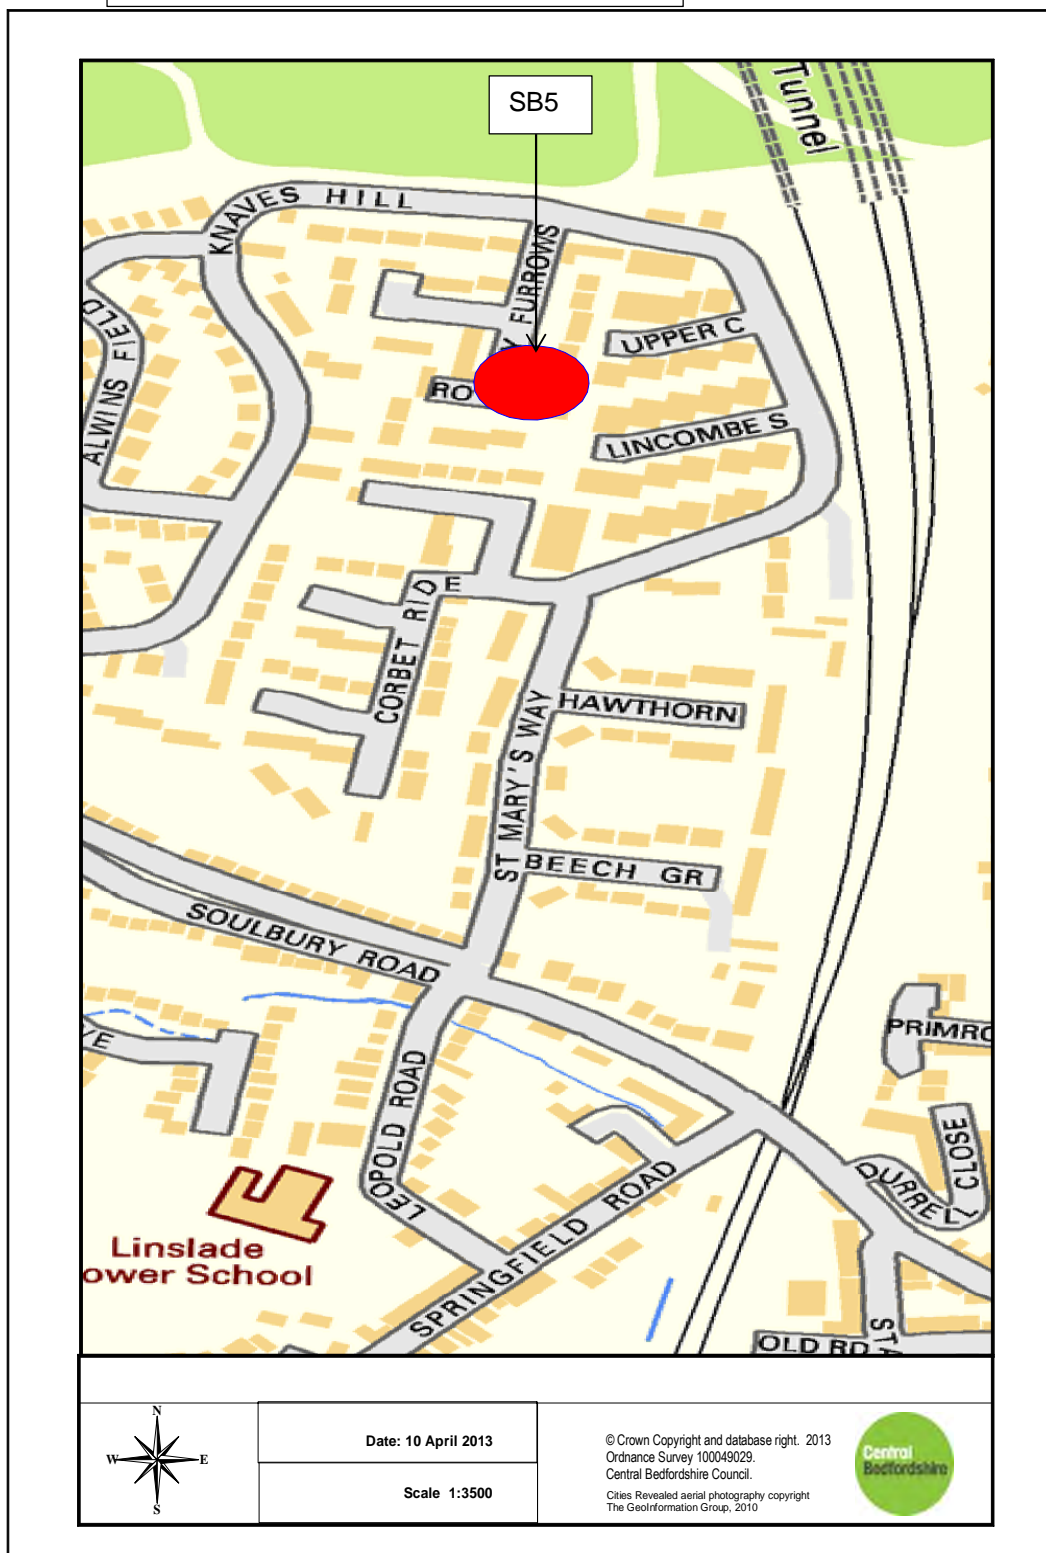 SB5
Tunnel
KNAVES HILL
FURROWS
RO
UPPER C
LINCOMBE S
ALWINS FIELD
CORBET RIDE
ST MARY'S WAY
HAWTHORN
BEECH GR
SOULBURY ROAD
VE
LEOPOLD ROAD
SPRINGFIELD ROAD
PRIMRO
DURRELL CLOSE
Linslade
ower School
OLD RD
STA
N
W E
S
Date: 10 April 2013
Scale 1:3500
© Crown Copyright and database right. 2013
Ordnance Survey 100049029.
Central Bedfordshire Council.
Cities Revealed aerial photography copyright
The GeoInformation Group, 2010
Central
Bedfordshire